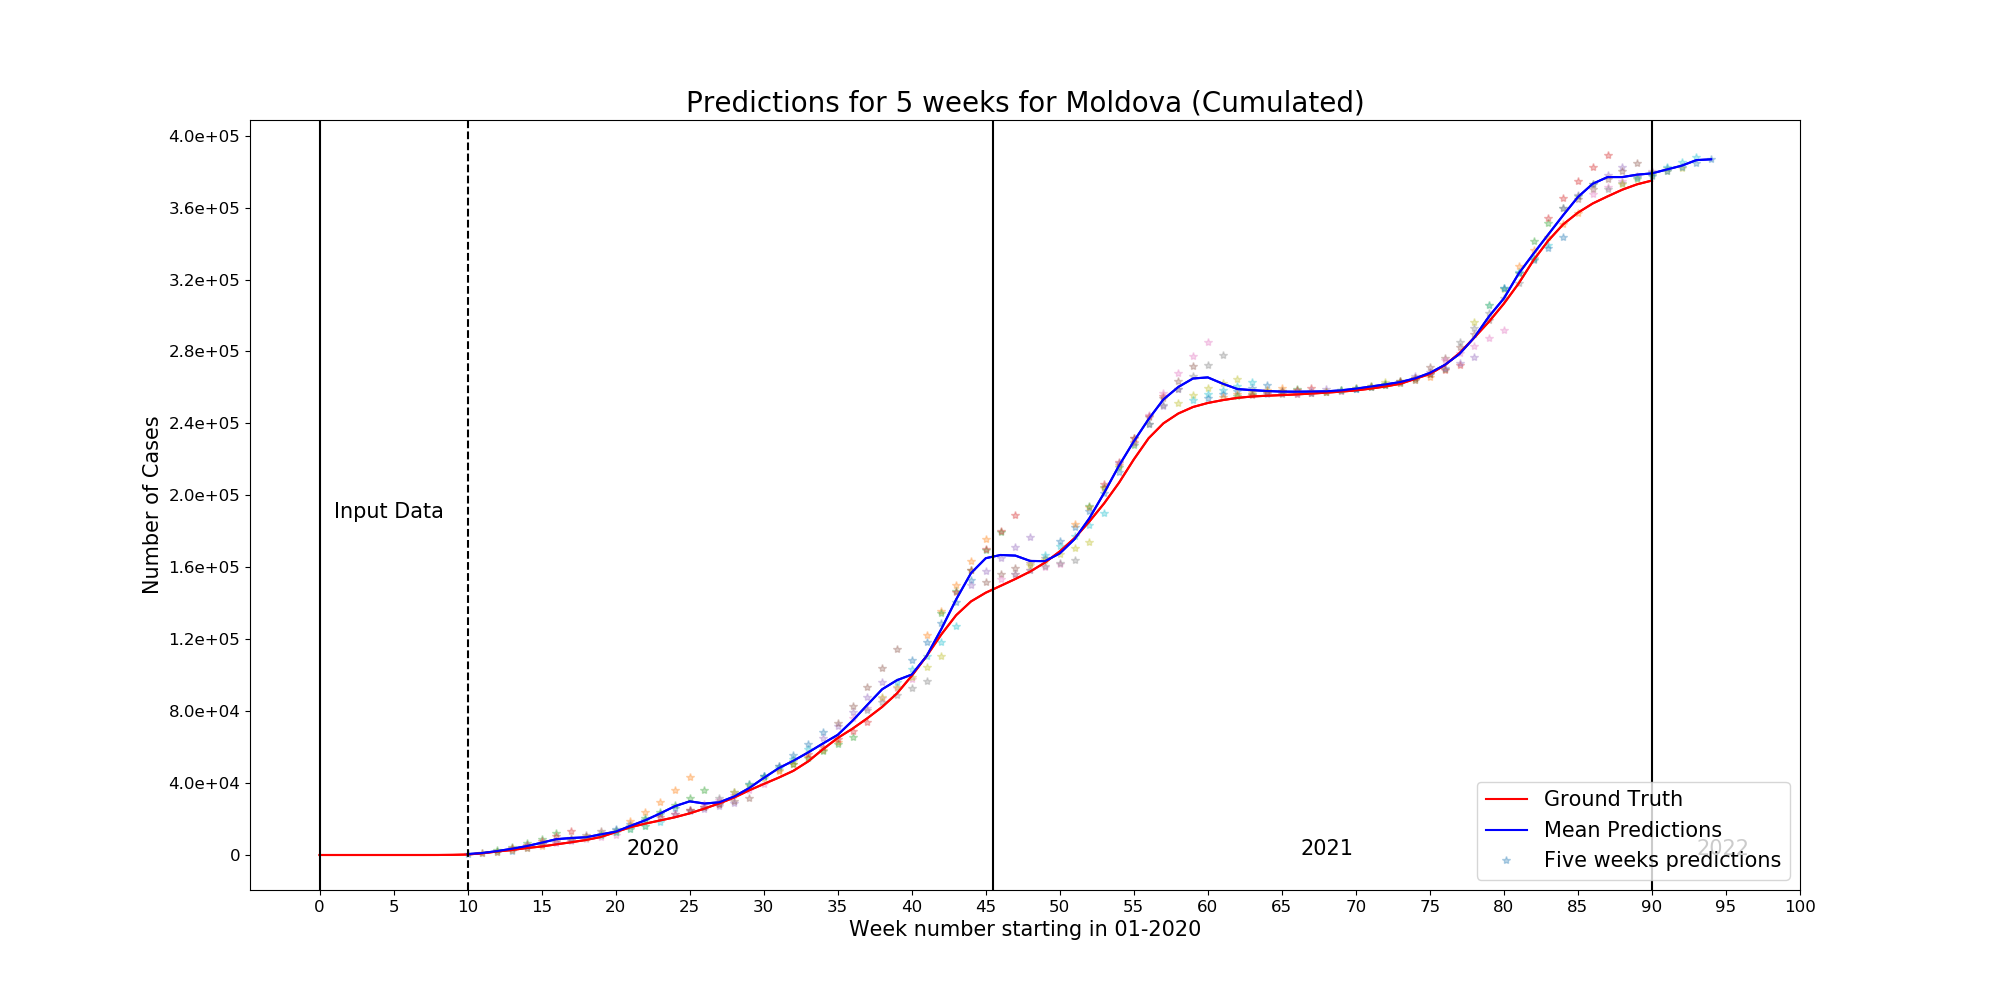 Predictions for 5 weeks for Moldova (Cumulated)
4.0e+05
3.6e+05
3.2e+05
2.8e+05
2.4e+05
2.0e+05
1.6e+05
1.2e+05
8.0e+04
4.0e+04
0
Number of Cases
Input Data
2020
2021
2022
Ground Truth
Mean Predictions
Five weeks predictions
0 5 10 15 20 25 30 35 40 45 50 55 60 65 70 75 80 85 90 95 100
Week number starting in 01-2020